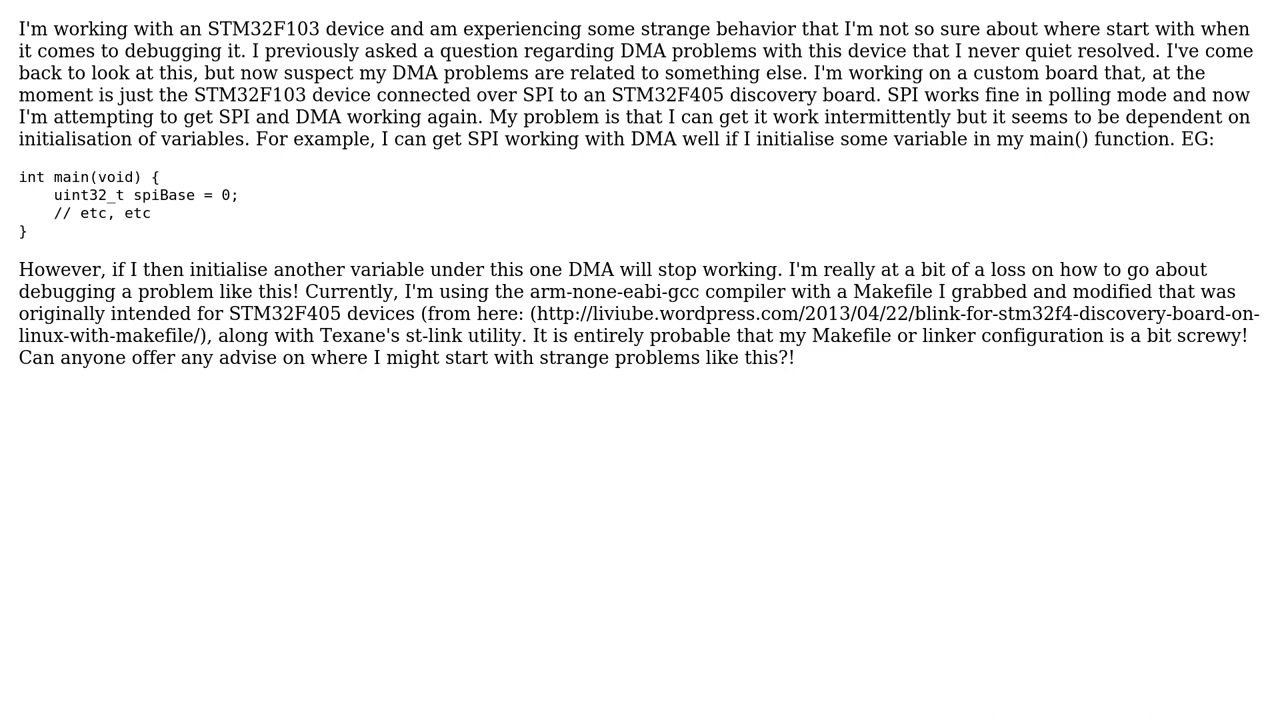 I'm working with an STM32F103 device and am experiencing some strange behavior that I'm not so sure about where start with when
it comes to debugging it. I previously asked a question regarding DMA problems with this device that I never quiet resolved. I've come
back to look at this, but now suspect my DMA problems are related to something else. I'm working on a custom board that, at the
moment is just the STM32F103 device connected over SPI to an STM32F405 discovery board. SPI works fine in polling mode and now
I'm attempting to get SPI and DMA working again. My problem is that I can get it work intermittently but it seems to be dependent on
initialisation of variables. For example, I can get SPI working with DMA well if I initialise some variable in my main() function. EG:
int main(void) {
    uint32_t spiBase = 0;
    // etc, etc
}
However, if I then initialise another variable under this one DMA will stop working. I'm really at a bit of a loss on how to go about
debugging a problem like this! Currently, I'm using the arm-none-eabi-gcc compiler with a Makefile I grabbed and modified that was
originally intended for STM32F405 devices (from here: (http://liviube.wordpress.com/2013/04/22/blink-for-stm32f4-discovery-board-on-
linux-with-makefile/), along with Texane's st-link utility. It is entirely probable that my Makefile or linker configuration is a bit screwy!
Can anyone offer any advise on where I might start with strange problems like this?!